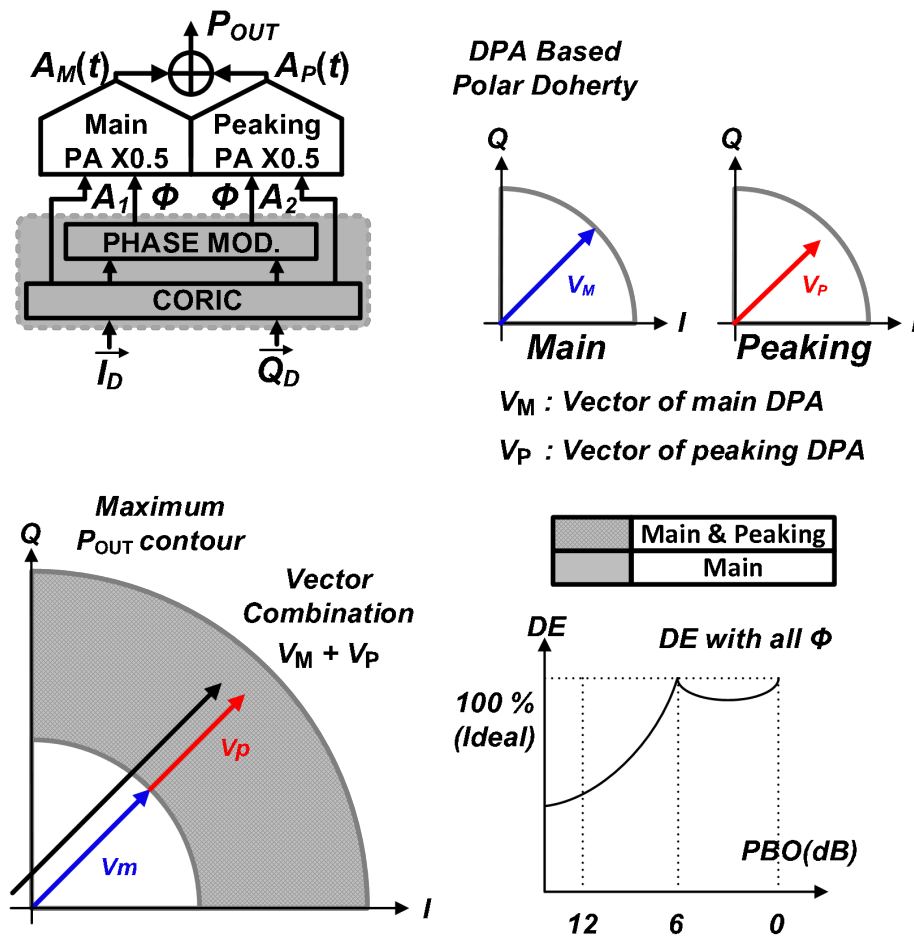 P_OUT
A_M(t)
A_P(t)
Main
PA X0.5
Peaking
PA X0.5
A_1
Φ
Φ
A_2
PHASE MOD.
CORIC
I_D
Q_D
DPA Based
Polar Doherty
Q
V_M
I
Main
Q
V_P
I
Peaking
V_M : Vector of main DPA
V_P : Vector of peaking DPA
Maximum
P_OUT contour
Q
Vector
Combination
V_M + V_P
Vp
Vm
I
Main & Peaking
Main
DE
DE with all Φ
100 %
(Ideal)
PBO(dB)
12
6
0